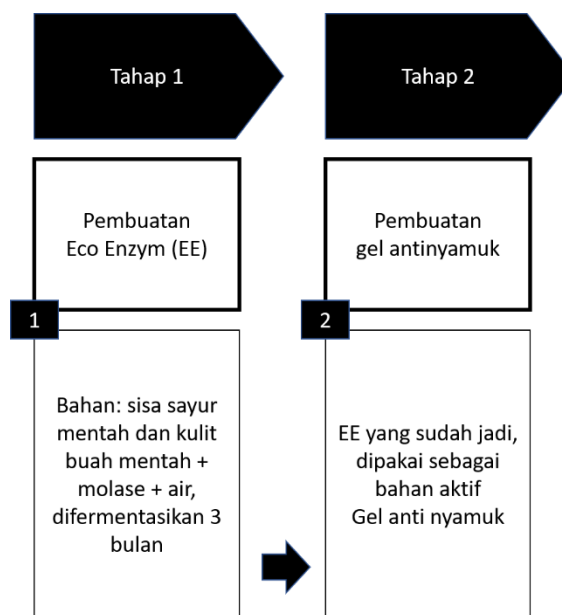 Tahap 1
Tahap 2
Pembuatan
Eco Enzym (EE)
Pembuatan
gel antinyamuk
1
2
Bahan: sisa sayur
mentah dan kulit
buah mentah +
molase + air,
difermentasikan 3
bulan
EE yang sudah jadi,
dipakai sebagai
bahan aktif
Gel anti nyamuk